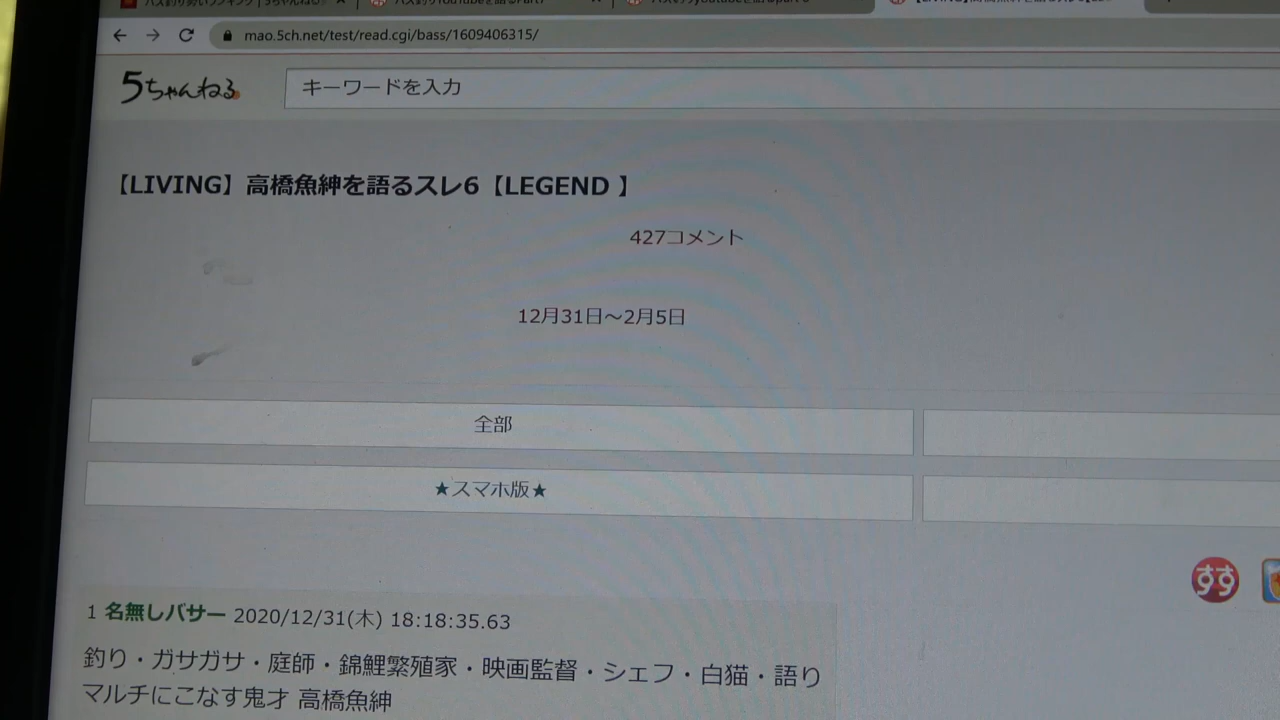 mao.5ch.net/test/read.cgi/bass/1609406315/
5ちゃんねる
キーワードを入力
【LIVING】高橋魚紳を語るスレ6【LEGEND 】
427コメント
12月31日～2月5日
全部
★スマホ版★
すす
1 名無しバサー 2020/12/31(木) 18:18:35.63
釣り・ガサガサ・庭師・錦鯉繁殖家・映画監督・シェフ・白猫・語り
マルチにこなす鬼才 高橋魚紳